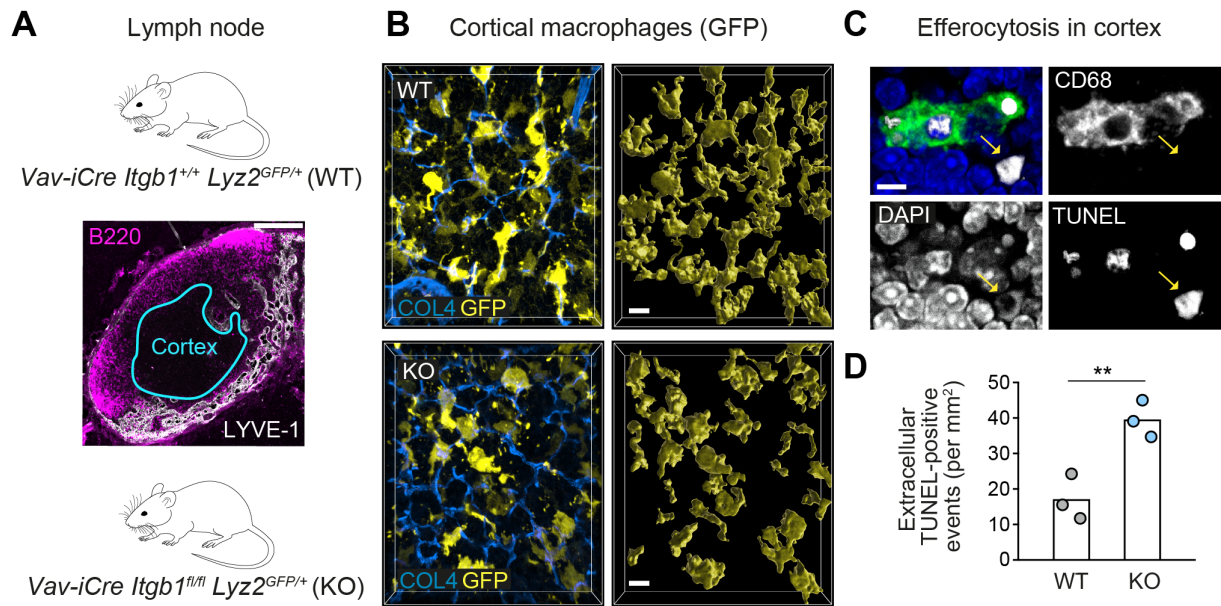 A
Lymph node
Vav-iCre Itgb1+/+ Lyz2GFP/+ (WT)
B220
Cortex
LYVE-1
Vav-iCre Itgb1fl/fl Lyz2GFP/+ (KO)
B
Cortical macrophages (GFP)
WT
COL4 GFP
KO
COL4 GFP
C
Efferocytosis in cortex
CD68
DAPI
TUNEL
D
Extracellular
TUNEL-positive
events (per mm2)
50
40
30
20
10
0
**
WT
KO